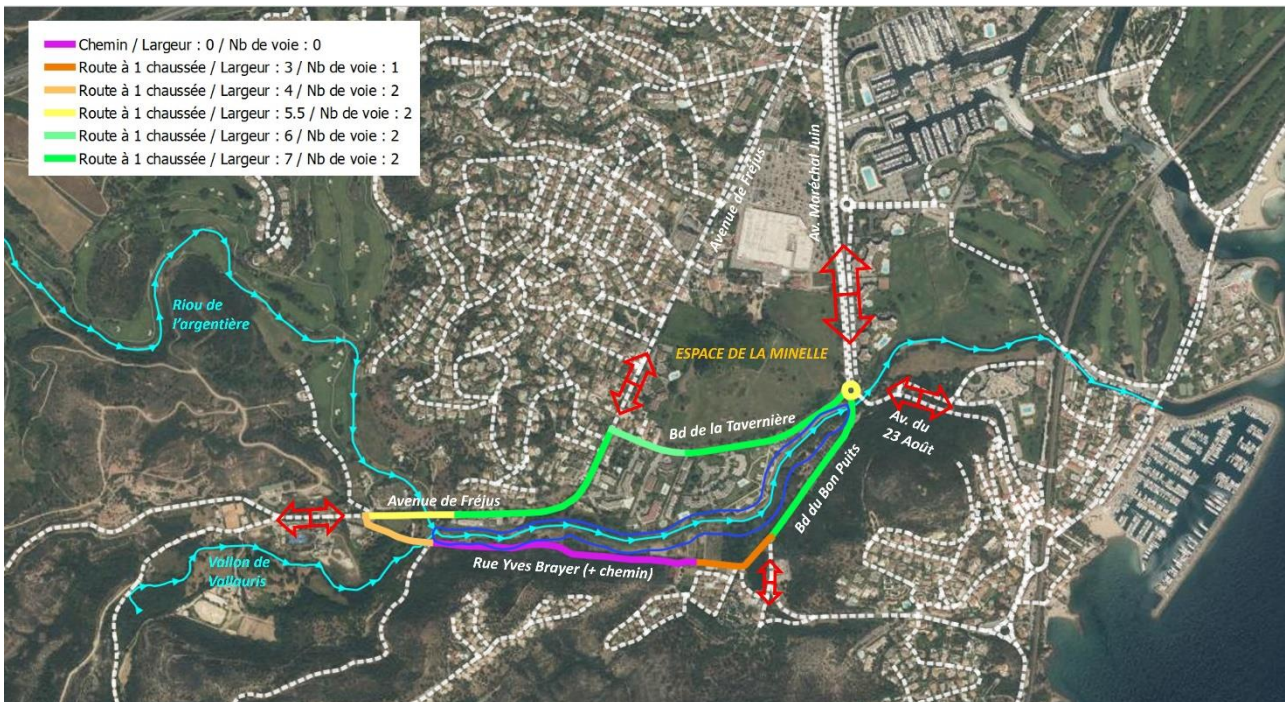 Chemin / Largeur : 0 / Nb de voie : 0
Route à 1 chaussée / Largeur : 3 / Nb de voie : 1
Route à 1 chaussée / Largeur : 4 / Nb de voie : 2
Route à 1 chaussée / Largeur : 5.5 / Nb de voie : 2
Route à 1 chaussée / Largeur : 6 / Nb de voie : 2
Route à 1 chaussée / Largeur : 7 / Nb de voie : 2
Avenue de Fréjus
Av. Maréchal Juin
Riou de
l'argentière
ESPACE DE LA MINELLE
Bd de la Tavernière
Av. du
23 Août
Avenue de Fréjus
Bd du Bon Puits
Rue Yves Brayer (+ chemin)
Vallon de
Vallauris